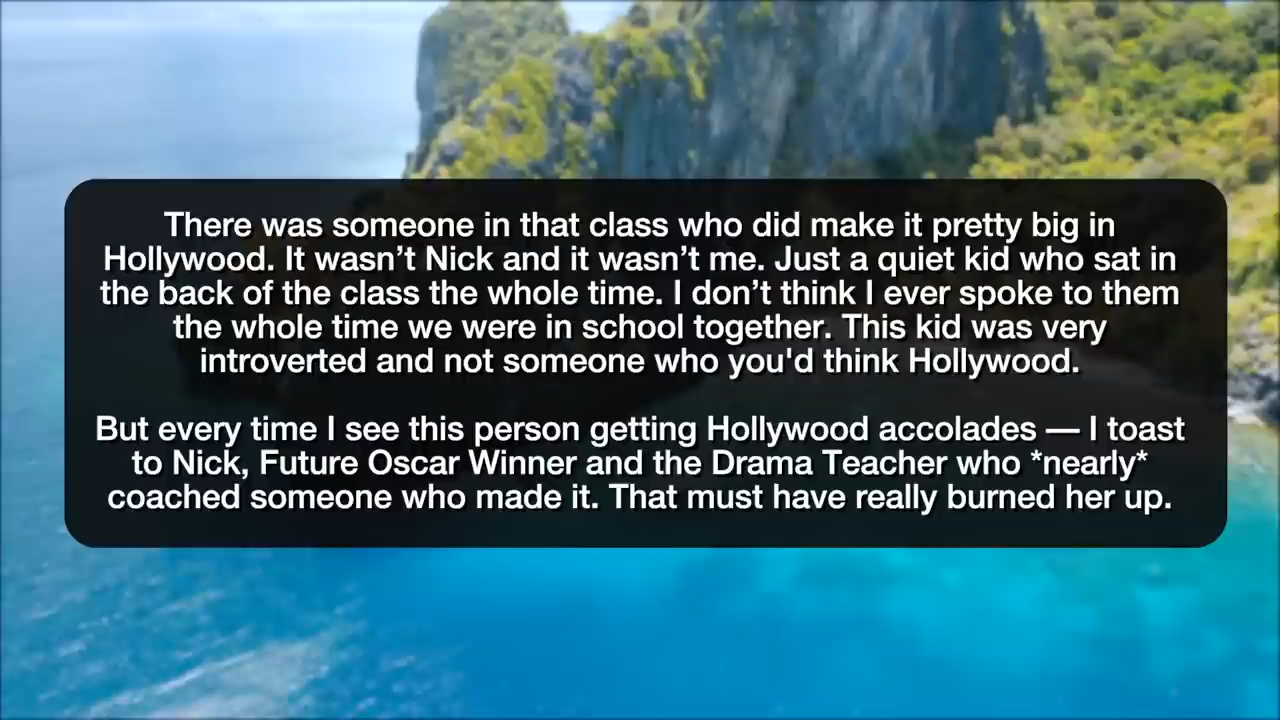 There was someone in that class who did make it pretty big in
Hollywood. It wasn’t Nick and it wasn’t me. Just a quiet kid who sat in
the back of the class the whole time. I don’t think I ever spoke to them
the whole time we were in school together. This kid was very
introverted and not someone who you'd think Hollywood.
But every time I see this person getting Hollywood accolades — I toast
to Nick, Future Oscar Winner and the Drama Teacher who *nearly*
coached someone who made it. That must have really burned her up.